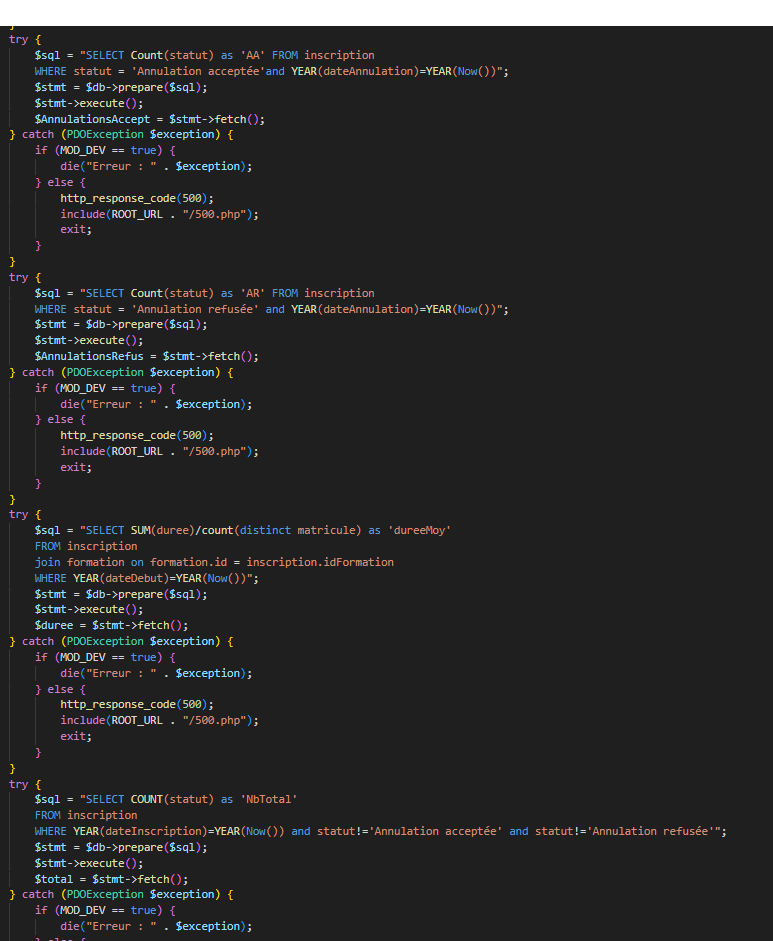 }
try {
    $sql = "SELECT Count(statut) as 'AA' FROM inscription
    WHERE statut = 'Annulation acceptée'and YEAR(dateAnnulation)=YEAR(Now())";
    $stmt = $db->prepare($sql);
    $stmt->execute();
    $AnnulationsAccept = $stmt->fetch();
} catch (PDOException $exception) {
    if (MOD_DEV == true) {
        die("Erreur : " . $exception);
    } else {
        http_response_code(500);
        include(ROOT_URL . "/500.php");
        exit;
    }
}
try {
    $sql = "SELECT Count(statut) as 'AR' FROM inscription
    WHERE statut = 'Annulation refusée' and YEAR(dateAnnulation)=YEAR(Now())";
    $stmt = $db->prepare($sql);
    $stmt->execute();
    $AnnulationsRefus = $stmt->fetch();
} catch (PDOException $exception) {
    if (MOD_DEV == true) {
        die("Erreur : " . $exception);
    } else {
        http_response_code(500);
        include(ROOT_URL . "/500.php");
        exit;
    }
}
try {
    $sql = "SELECT SUM(duree)/count(distinct matricule) as 'dureeMoy'
    FROM inscription
    join formation on formation.id = inscription.idFormation
    WHERE YEAR(dateDebut)=YEAR(Now())";
    $stmt = $db->prepare($sql);
    $stmt->execute();
    $duree = $stmt->fetch();
} catch (PDOException $exception) {
    if (MOD_DEV == true) {
        die("Erreur : " . $exception);
    } else {
        http_response_code(500);
        include(ROOT_URL . "/500.php");
        exit;
    }
}
try {
    $sql = "SELECT COUNT(statut) as 'NbTotal'
    FROM inscription
    WHERE YEAR(dateInscription)=YEAR(Now()) and statut!='Annulation acceptée' and statut!='Annulation refusée'";
    $stmt = $db->prepare($sql);
    $stmt->execute();
    $total = $stmt->fetch();
} catch (PDOException $exception) {
    if (MOD_DEV == true) {
        die("Erreur : " . $exception);
    } else {